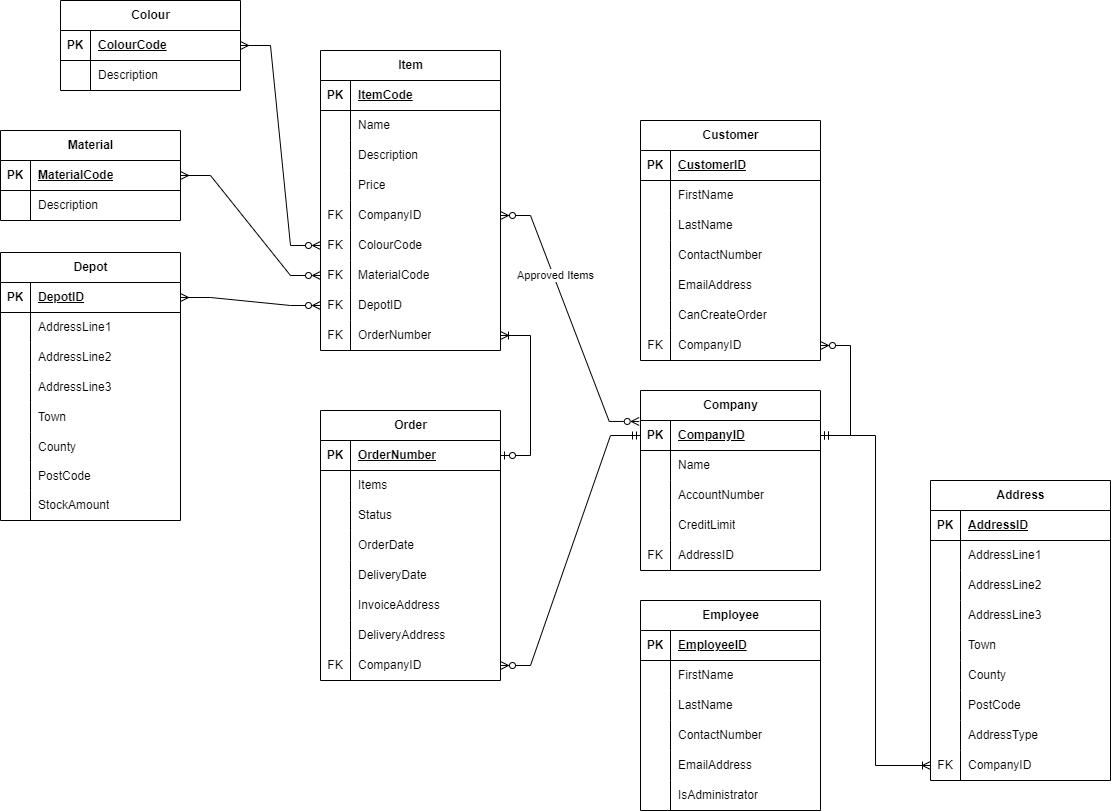 Colour
PK ColourCode
Description
Material
PK MaterialCode
Description
Depot
PK DepotID
AddressLine1
AddressLine2
AddressLine3
Town
County
PostCode
StockAmount
Item
PK ItemCode
Name
Description
Price
FK CompanyID
FK ColourCode
FK MaterialCode
FK DepotID
FK OrderNumber
Approved Items
Order
PK OrderNumber
Items
Status
OrderDate
DeliveryDate
InvoiceAddress
DeliveryAddress
FK CompanyID
Customer
PK CustomerID
FirstName
LastName
ContactNumber
EmailAddress
CanCreateOrder
FK CompanyID
Company
PK CompanyID
Name
AccountNumber
CreditLimit
FK AddressID
Employee
PK EmployeeID
FirstName
LastName
ContactNumber
EmailAddress
IsAdministrator
Address
PK AddressID
AddressLine1
AddressLine2
AddressLine3
Town
County
PostCode
AddressType
FK CompanyID